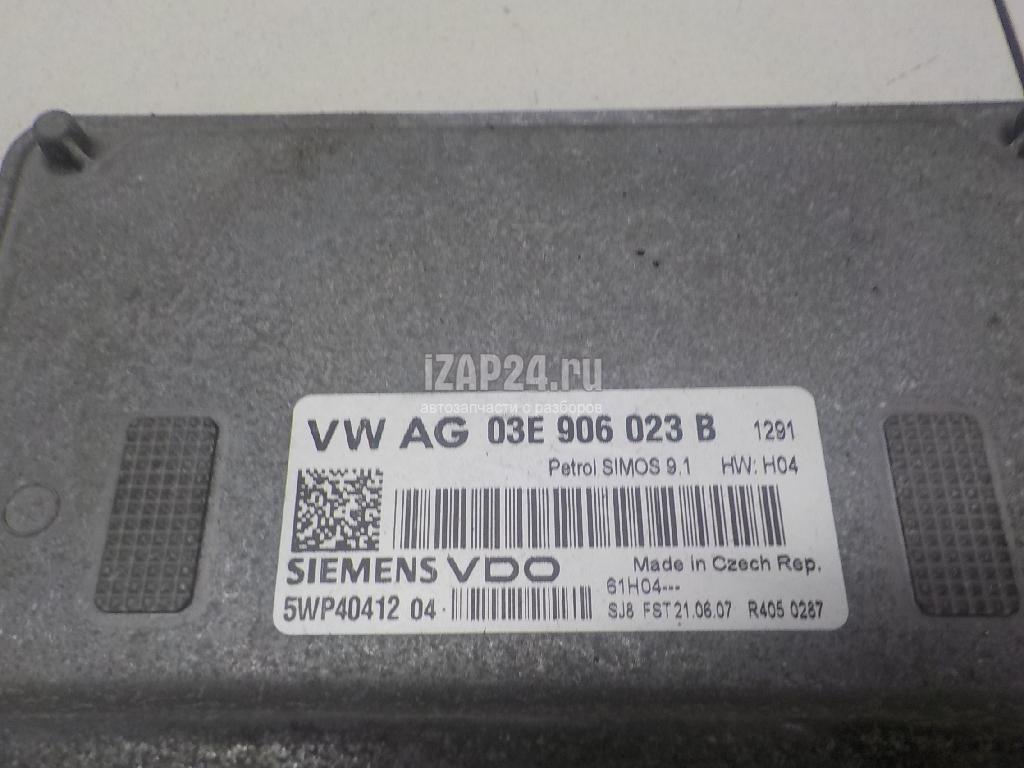 iZAP24.ru
автозапчасти с разборов
VW AG 03E 906 023 B 1291
Petrol SIMOS 9.1 HW: H04
SIEMENS VDO Made in Czech Rep.
61H04---
5WP40412 04 SJ8 FST 21.06.07 R405 0287